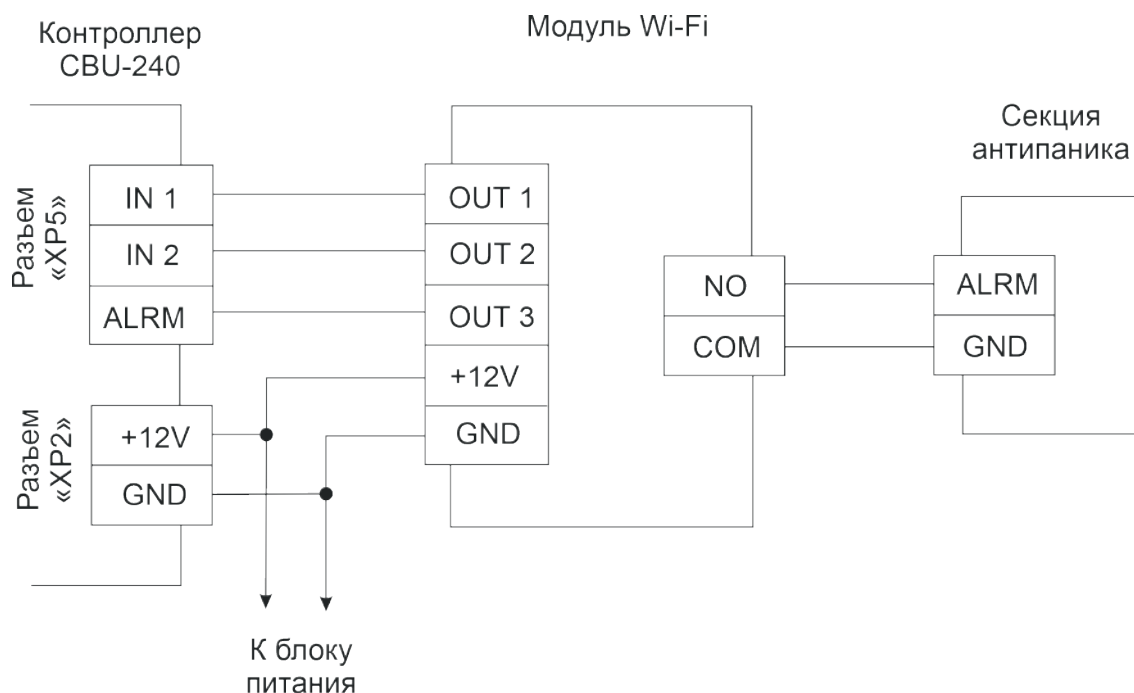 Модуль Wi-Fi
Контроллер
CBU-240
Разъем
«XP5»
IN 1
IN 2
ALRM
Разъем
«XP2»
+12V
GND
OUT 1
OUT 2
OUT 3
+12V
GND
NO
COM
Секция
антипаника
ALRM
GND
К блоку
питания